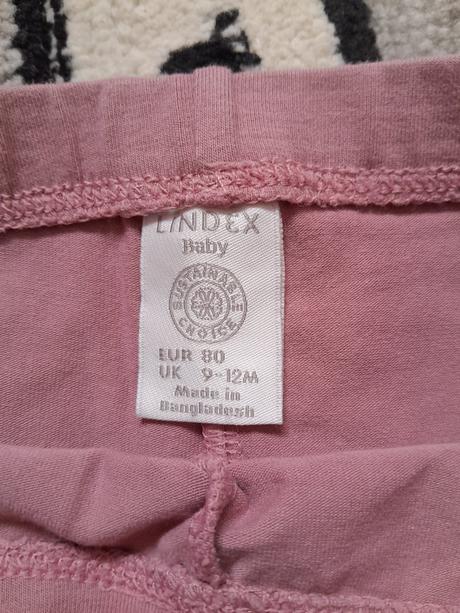 LINDEX
Baby
SUSTAINABLE
CHOICE
EUR 80
UK 9-12M
Made in
Bangladesh